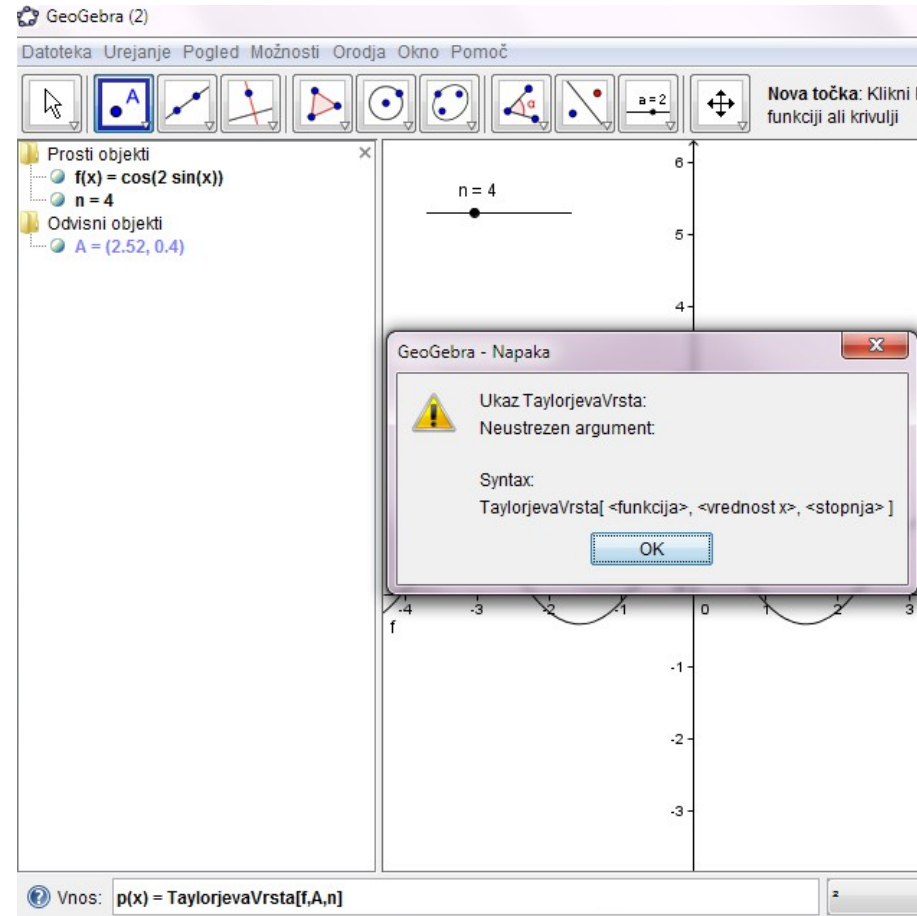 GeoGebra (2)
Datoteka Urejanje Pogled Možnosti Orodja Okno Pomoč
A
α
a = 2
Nova točka: Klikni
funkciji ali krivulji
Prosti objekti
f(x) = cos(2 sin(x))
n = 4
Odvisni objekti
A = (2.52, 0.4)
n = 4
6
5
4
GeoGebra - Napaka
Ukaz TaylorjevaVrsta:
Neustrezen argument:
Syntax:
TaylorjevaVrsta[ <funkcija>, <vrednost x>, <stopnja> ]
OK
-4 -3 -2 -1 0 1 2 3
f
-1
-2
-3
Vnos: p(x) = TaylorjevaVrsta[f,A,n]
²